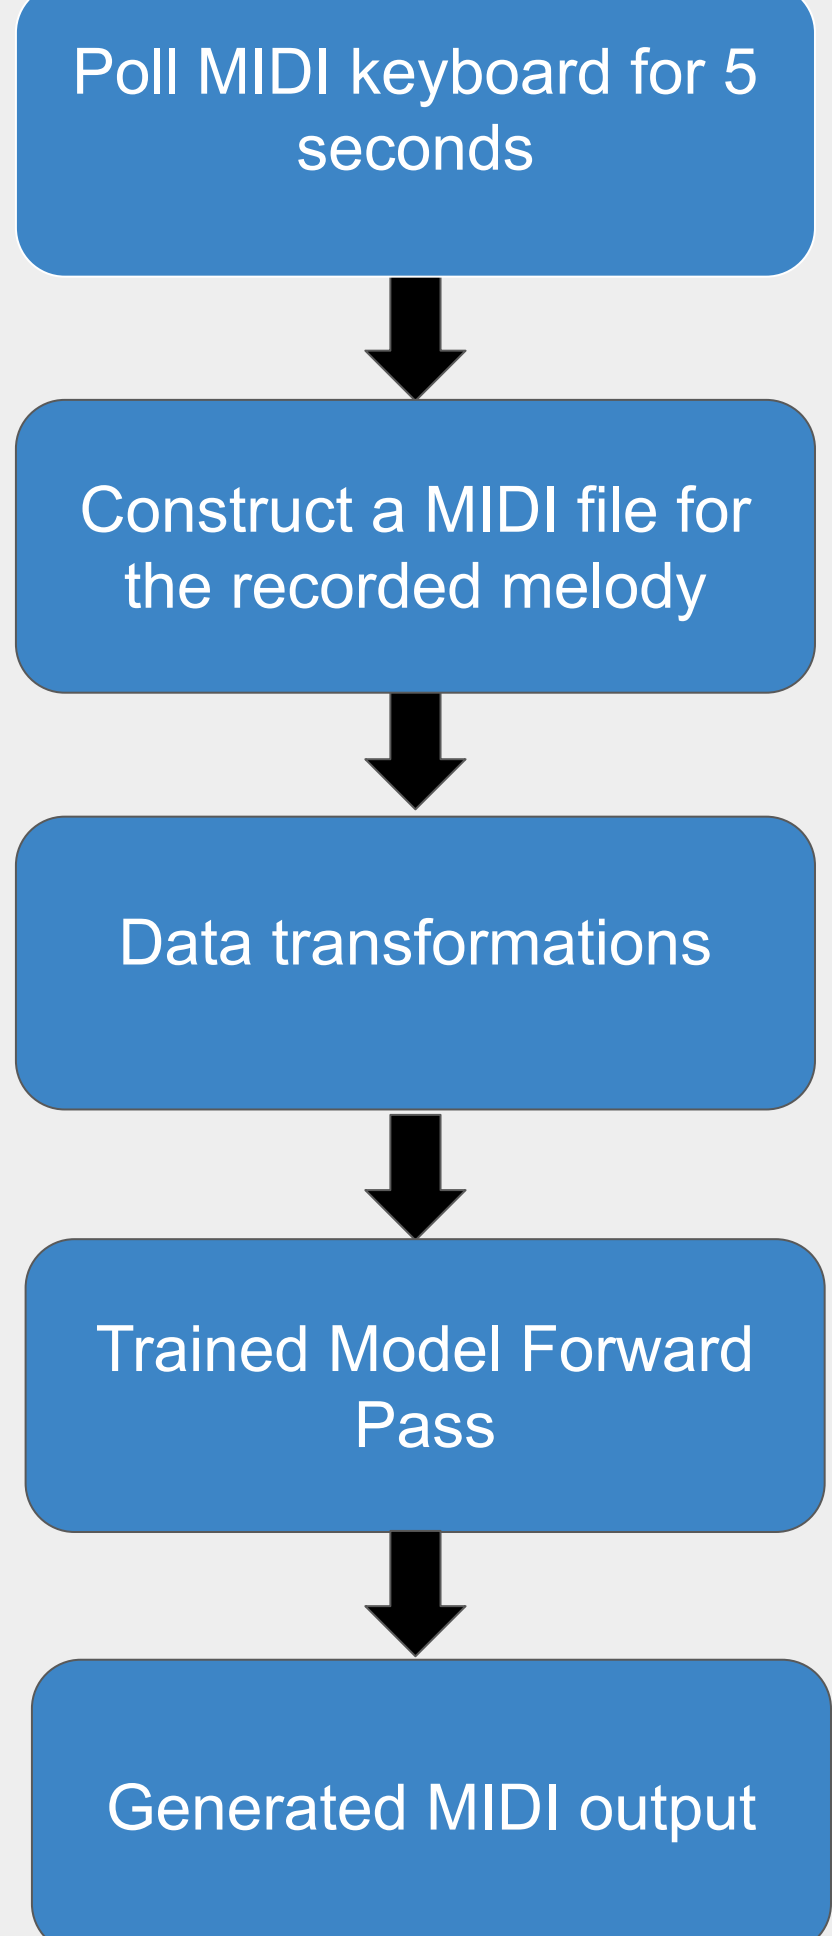 Poll MIDI keyboard for 5
seconds
Construct a MIDI file for
the recorded melody
Data transformations
Trained Model Forward
Pass
Generated MIDI output